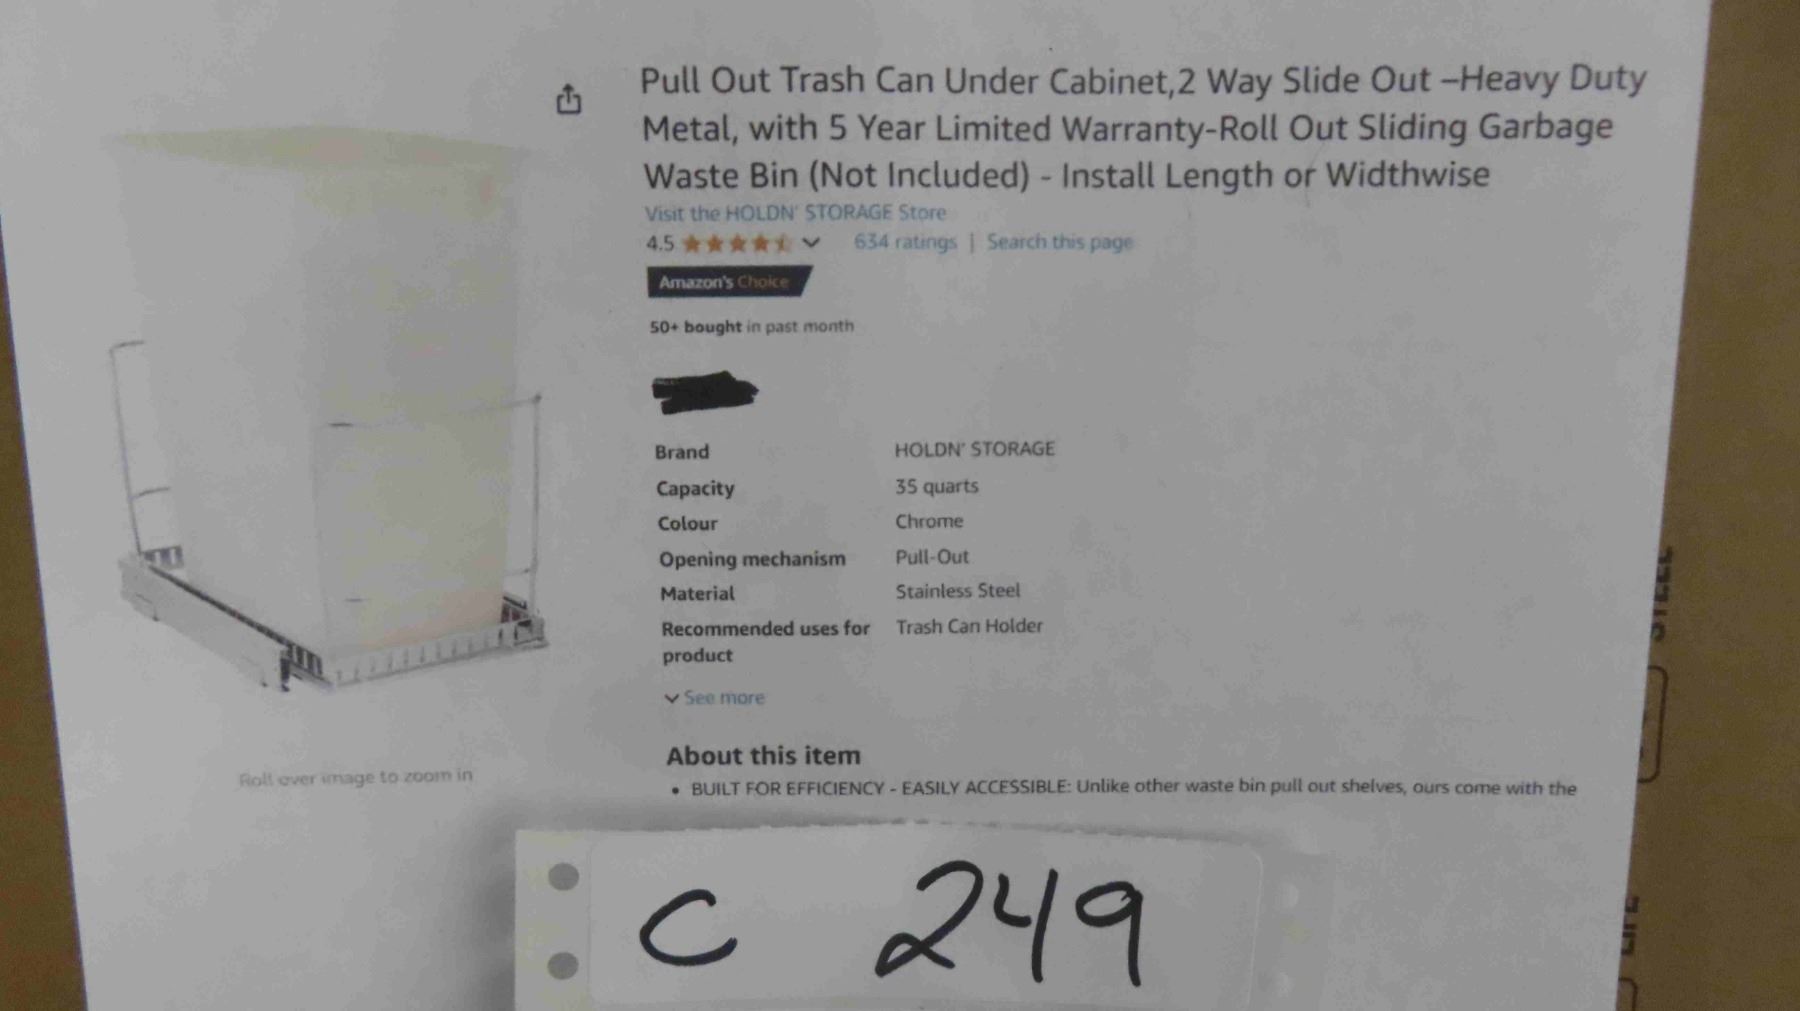 Pull Out Trash Can Under Cabinet,2 Way Slide Out –Heavy Duty
Metal, with 5 Year Limited Warranty-Roll Out Sliding Garbage
Waste Bin (Not Included) - Install Length or Widthwise
Visit the HOLDN' STORAGE Store
4.5 634 ratings | Search this page
Amazon's Choice
50+ bought in past month
Brand HOLDN' STORAGE
Capacity 35 quarts
Colour Chrome
Opening mechanism Pull-Out
Material Stainless Steel
Recommended uses for Trash Can Holder
product
See more
Roll over image to zoom in
About this item
• BUILT FOR EFFICIENCY - EASILY ACCESSIBLE: Unlike other waste bin pull out shelves, ours come with the
C 249
STEEL